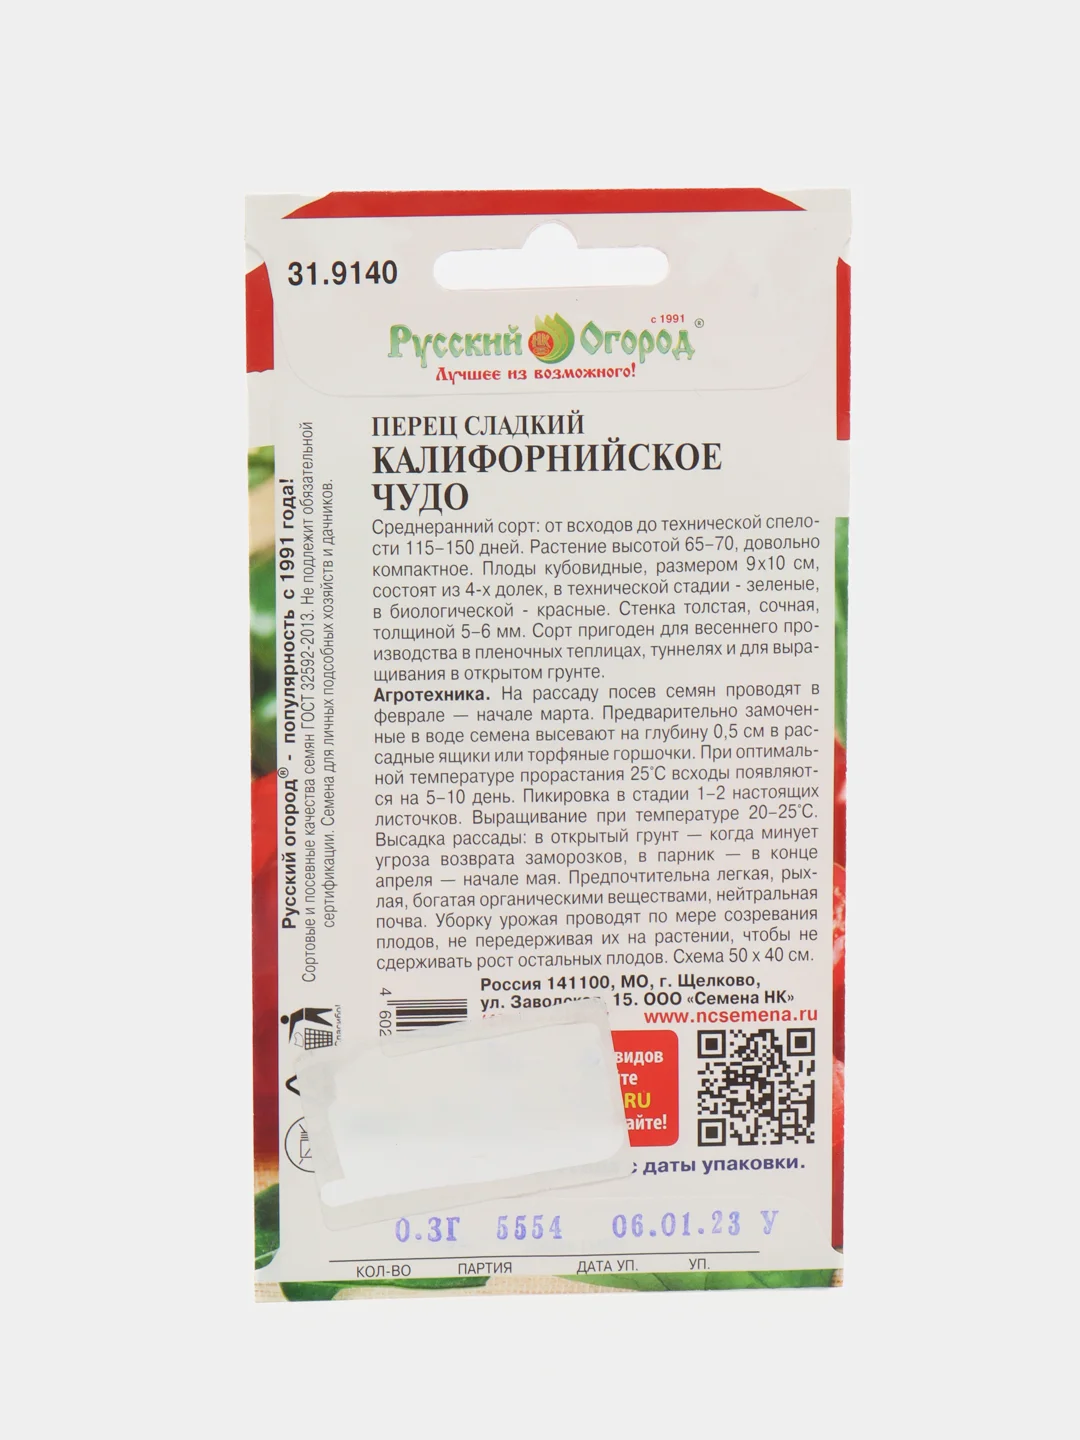 31.9140
Русский НК Огород®
с 1991
Лучшее из возможного!
ПЕРЕЦ СЛАДКИЙ
КАЛИФОРНИЙСКОЕ
ЧУДО
Среднеранний сорт: от всходов до технической спело-
сти 115–150 дней. Растение высотой 65–70, довольно
компактное. Плоды кубовидные, размером 9x10 см,
состоят из 4-х долек, в технической стадии - зеленые,
в биологической - красные. Стенка толстая, сочная,
толщиной 5–6 мм. Сорт пригоден для весеннего про-
изводства в пленочных теплицах, туннелях и для выра-
щивания в открытом грунте.
Агротехника. На рассаду посев семян проводят в
феврале — начале марта. Предварительно замочен-
ные в воде семена высевают на глубину 0,5 см в рас-
садные ящики или торфяные горшочки. При оптималь-
ной температуре прорастания 25°С всходы появляют-
ся на 5–10 день. Пикировка в стадии 1–2 настоящих
листочков. Выращивание при температуре 20–25°С.
Высадка рассады: в открытый грунт — когда минует
угроза возврата заморозков, в парник — в конце
апреля — начале мая. Предпочтительна легкая, рых-
лая, богатая органическими веществами, нейтральная
почва. Уборку урожая проводят по мере созревания
плодов, не передерживая их на растении, чтобы не
сдерживать рост остальных плодов. Схема 50 x 40 см.
Россия 141100, МО, г. Щелково,
ул. Заводская, 15. ООО «Семена НК»
www.ncsemena.ru
Русский огород® - популярность с 1991 года!
Сортовые и посевные качества семян ГОСТ 32592-2013. Не подлежит обязательной
сертификации. Семена для личных подсобных хозяйств и дачников.
Спасибо!
4 602
видов
RU
айте!
с даты упаковки.
0.3Г 5554 06.01.23 У
КОЛ-ВО ПАРТИЯ ДАТА УП. УП.